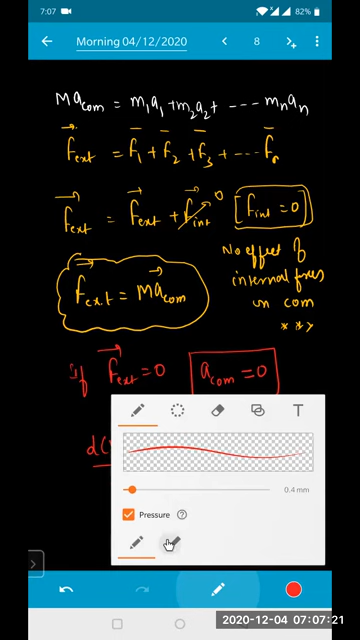 7:07 82%
Morning 04/12/2020 8
Ma_com = m₁a₁ + m₂a₂ + ---- mₙaₙ
F_ext = F₁ + F₂ + F₃ + ---- Fₙ
F_ext = F_ext + F_int 0 [F_int = 0]
No effect of
internal forces
F_ext = Ma_com
on com
***
If F_ext = 0 a_com = 0
d(
0.4 mm
Pressure
2020-12-04 07:07:21